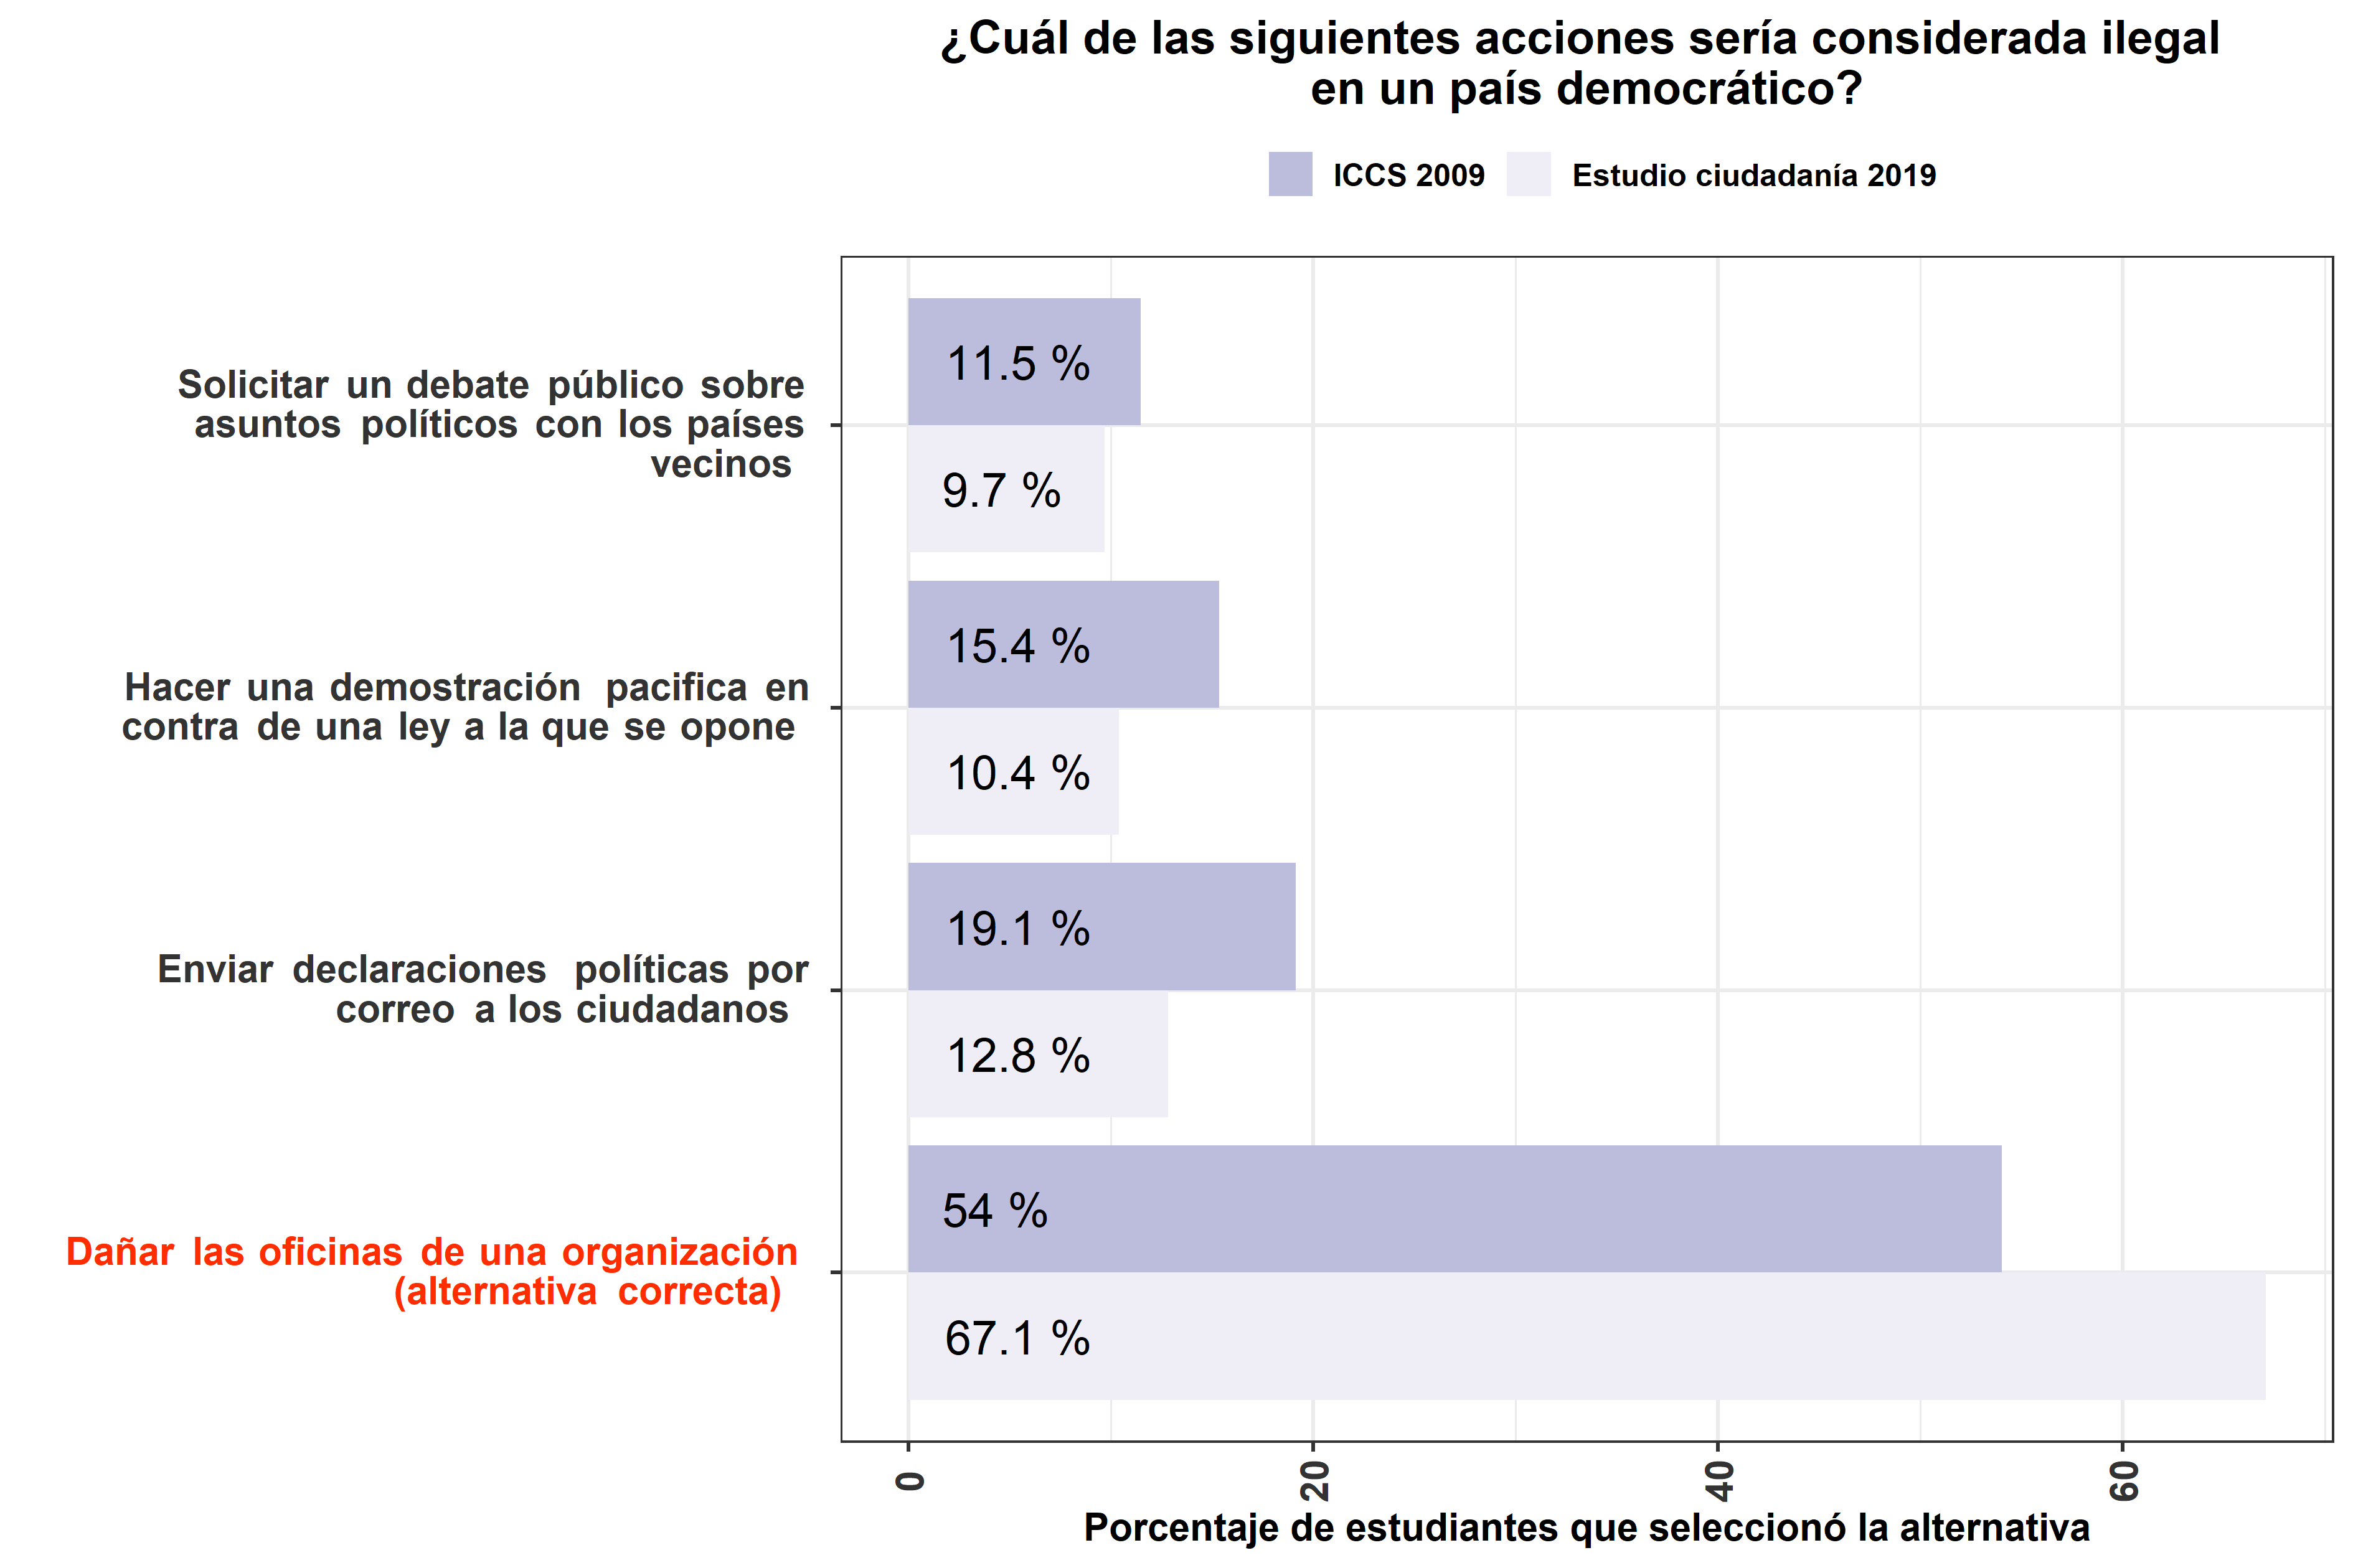 ¿Cuál de las siguientes acciones sería considerada ilegal
en un país democrático?
ICCS 2009
Estudio ciudadanía 2019
Solicitar un debate público sobre
asuntos políticos con los países
vecinos
11.5 %
9.7 %
Hacer una demostración pacifica en
contra de una ley a la que se opone
15.4 %
10.4 %
Enviar declaraciones políticas por
correo a los ciudadanos
19.1 %
12.8 %
Dañar las oficinas de una organización
(alternativa correcta)
54 %
67.1 %
0
20
40
60
Porcentaje de estudiantes que seleccionó la alternativa